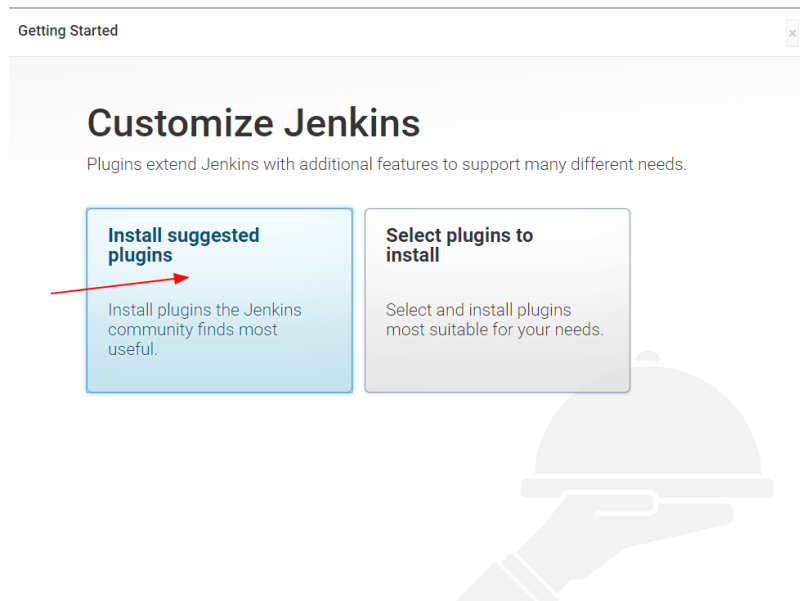 Getting Started
×
Customize Jenkins
Plugins extend Jenkins with additional features to support many different needs.
Install suggested
plugins
Install plugins the Jenkins
community finds most
useful.
Select plugins to
install
Select and install plugins
most suitable for your needs.